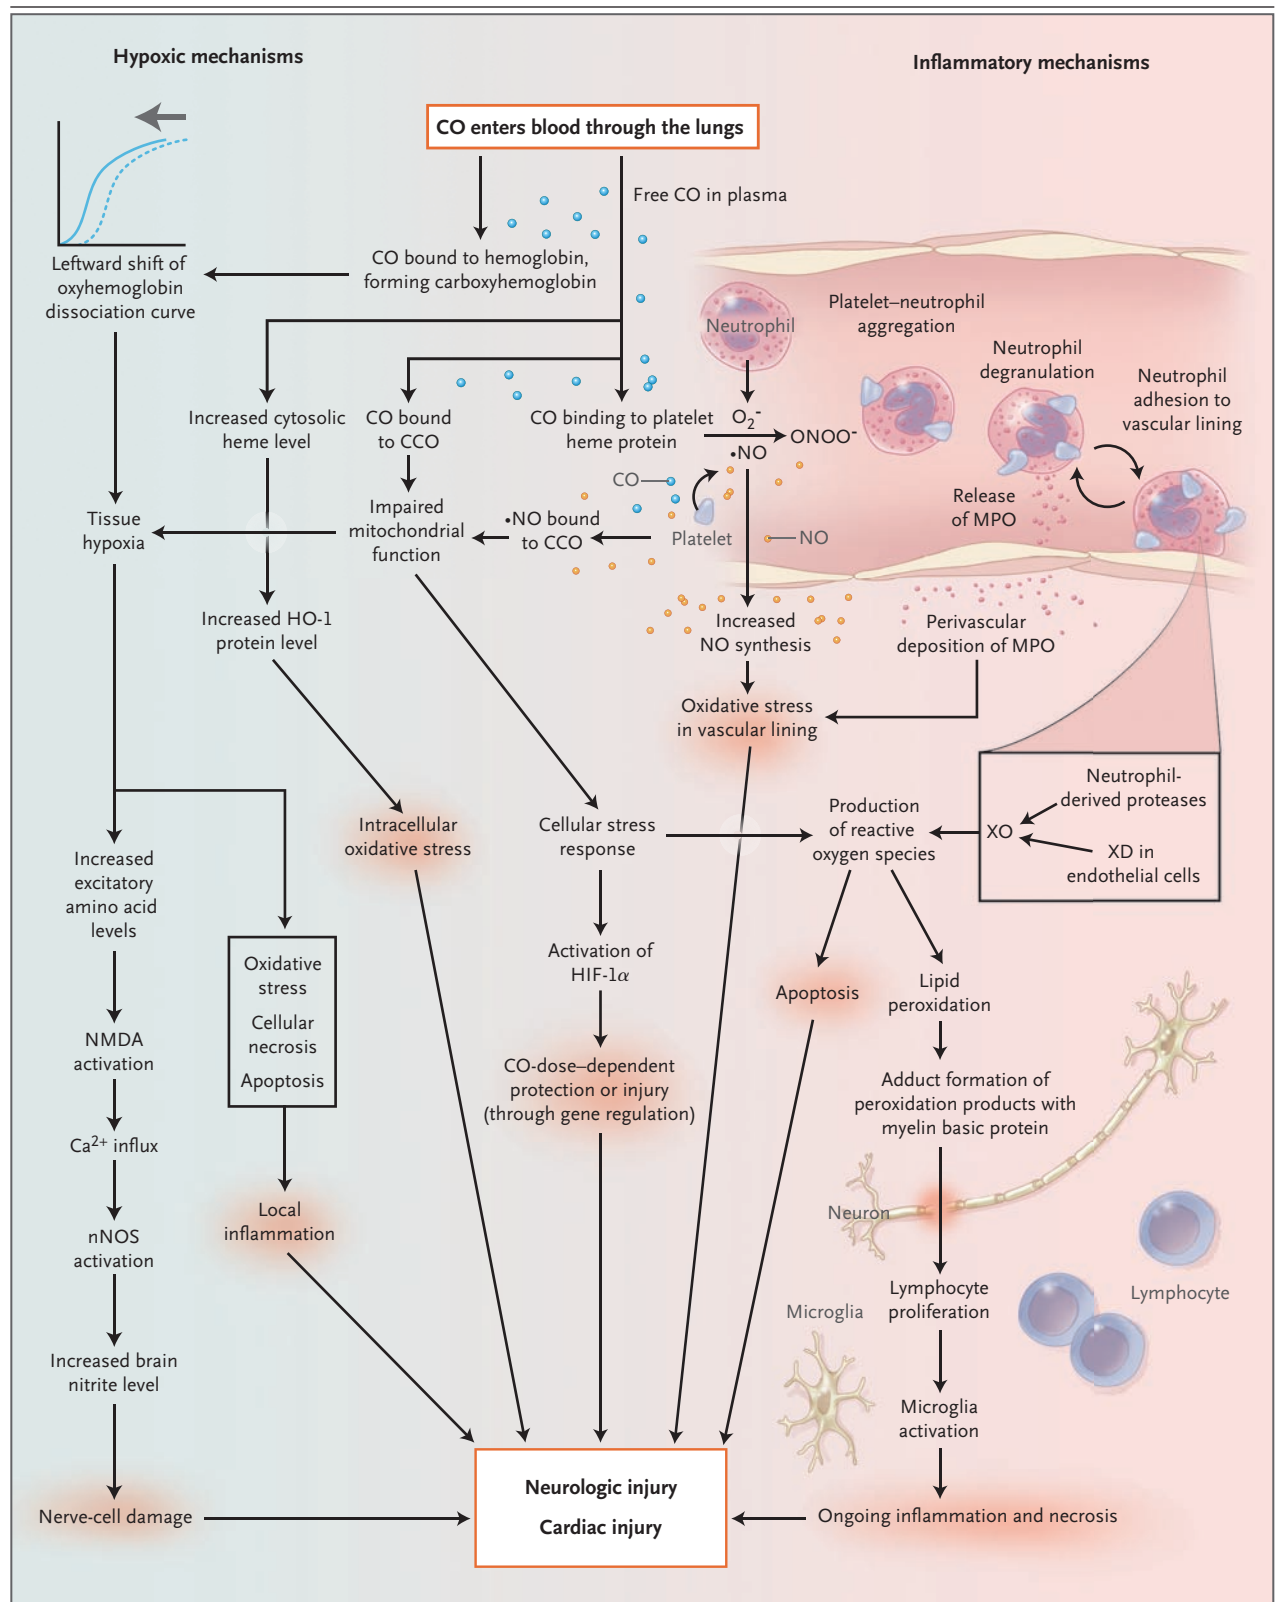 Hypoxic mechanisms
Inflammatory mechanisms
CO enters blood through the lungs
Free CO in plasma
CO bound to hemoglobin,
forming carboxyhemoglobin
Leftward shift of
oxyhemoglobin
dissociation curve
Neutrophil
Platelet–neutrophil
aggregation
Neutrophil
degranulation
Neutrophil
adhesion to
vascular lining
Increased cytosolic
heme level
CO bound
to CCO
CO binding to platelet
heme protein
O₂⁻
•NO
ONOO⁻
CO
Platelet
NO
Release
of MPO
Tissue
hypoxia
Impaired
mitochondrial
function
•NO bound
to CCO
Increased HO-1
protein level
Increased
NO synthesis
Perivascular
deposition of MPO
Oxidative stress
in vascular lining
Neutrophil-
derived proteases
XO
XD in
endothelial cells
Intracellular
oxidative stress
Cellular stress
response
Production
of reactive
oxygen species
Increased
excitatory
amino acid
levels
Oxidative
stress
Cellular
necrosis
Apoptosis
Activation of
HIF-1α
Apoptosis
Lipid
peroxidation
NMDA
activation
CO-dose–dependent
protection or injury
(through gene regulation)
Adduct formation of
peroxidation products with
myelin basic protein
Ca²⁺ influx
Local
inflammation
Neuron
nNOS
activation
Lymphocyte
proliferation
Lymphocyte
Microglia
Increased brain
nitrite level
Microglia
activation
Nerve-cell damage
Neurologic injury
Cardiac injury
Ongoing inflammation and necrosis